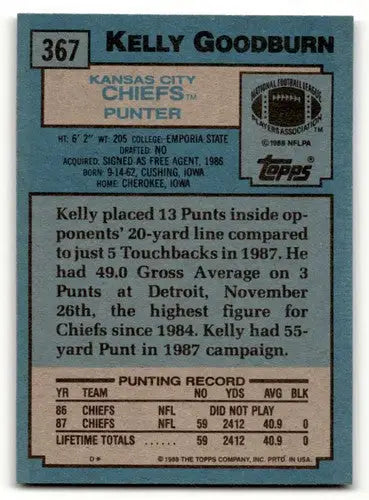 367 KELLY GOODBURN
KANSAS CITY
CHIEFS™
PUNTER
NATIONAL FOOTBALL LEAGUE
PLAYERS ASSOCIATION™
©1988 NFLPA
Topps®
HT: 6' 2" WT: 205 COLLEGE: EMPORIA STATE
DRAFTED: NO
ACQUIRED: SIGNED AS FREE AGENT, 1986
BORN: 9-14-62, CUSHING, IOWA
HOME: CHEROKEE, IOWA
Kelly placed 13 Punts inside op-
ponents' 20-yard line compared
to just 5 Touchbacks in 1987. He
had 49.0 Gross Average on 3
Punts at Detroit, November
26th, the highest figure for
Chiefs since 1984. Kelly had 55-
yard Punt in 1987 campaign.
PUNTING RECORD
YR TEAM NO YDS AVG BLK
86 CHIEFS NFL DID NOT PLAY
87 CHIEFS NFL 59 2412 40.9 0
LIFETIME TOTALS ...... 59 2412 40.9 0
D* ©1988 THE TOPPS COMPANY, INC. PRTD. IN U.S.A.